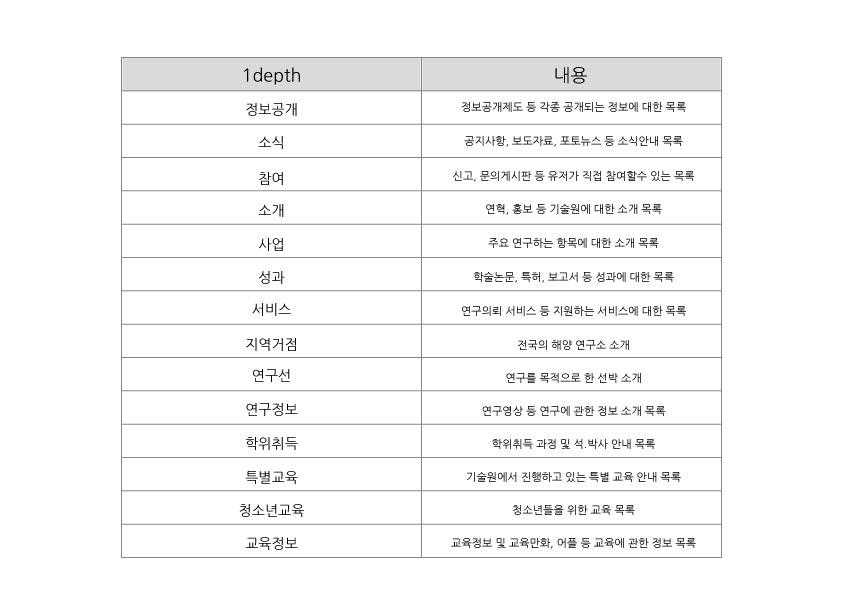 1depth 내용
정보공개 정보공개제도 등 각종 공개되는 정보에 대한 목록
소식 공지사항, 보도자료, 포토뉴스 등 소식안내 목록
참여 신고, 문의게시판 등 유저가 직접 참여할수 있는 목록
소개 연혁, 홍보 등 기술원에 대한 소개 목록
사업 주요 연구하는 항목에 대한 소개 목록
성과 학술논문, 특허, 보고서 등 성과에 대한 목록
서비스 연구의뢰 서비스 등 지원하는 서비스에 대한 목록
지역거점 전국의 해양 연구소 소개
연구선 연구를 목적으로 한 선박 소개
연구정보 연구영상 등 연구에 관한 정보 소개 목록
학위취득 학위취득 과정 및 석.박사 안내 목록
특별교육 기술원에서 진행하고 있는 특별 교육 안내 목록
청소년교육 청소년들을 위한 교육 목록
교육정보 교육정보 및 교육만화, 어플 등 교육에 관한 정보 목록